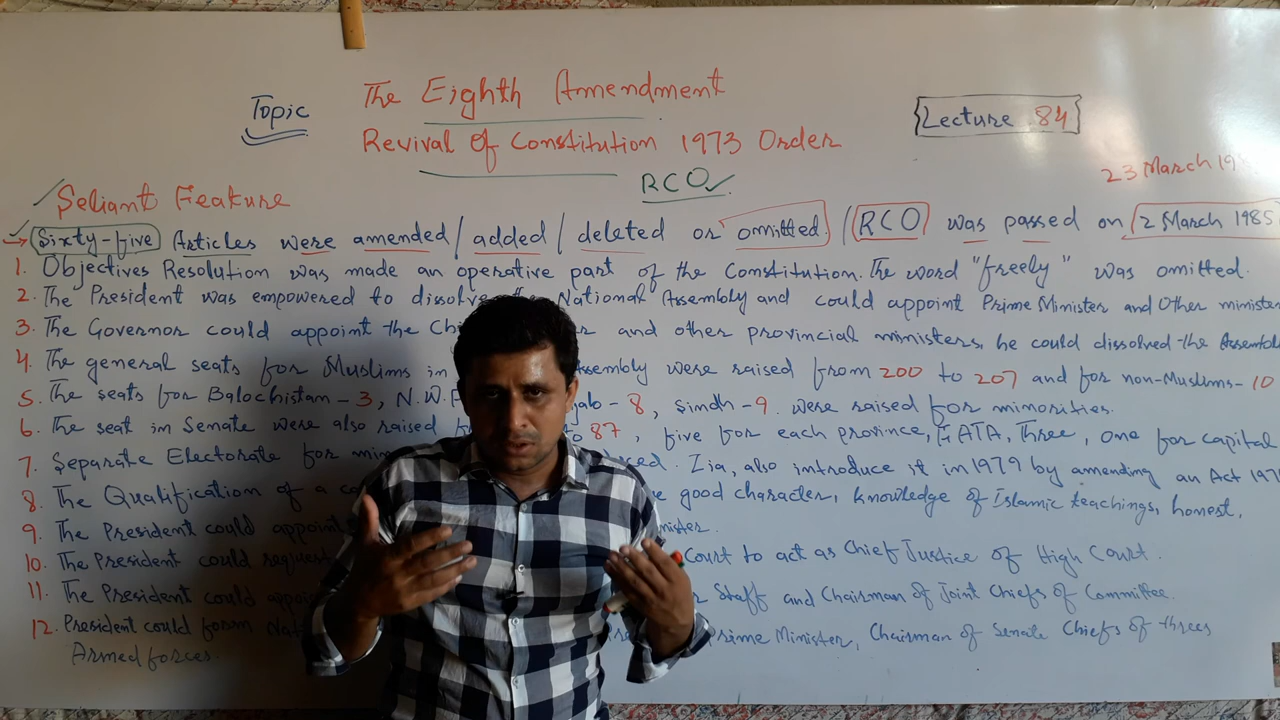 Topic
The Eighth Amendment
Revival Of Constitution 1973 Order
RCO
Lecture 84
23 March 19
Seliant Feature
Sixty-five Articles were amended / added / deleted or omitted / RCO was passed on 2 March 1985
1. Objectives Resolution was made an operative part of the Constitution. The word "freely" was omitted.
2. The President was empowered to dissolve the National Assembly and could appoint Prime Minister and Other minister
3. The Governor could appoint the Chi and other provincial ministers, he could dissolved the Assembl
4. The general seats for Muslims in Assembly were raised from 200 to 207 and for non-Muslims - 10
5. The seats for Balochistan - 3, N.W. - 8, Sindh - 9. were raised for minorities.
6. The seat in Senate were also raised to 87, five for each province, FATA, Three, one for capital
7. Separate Electorate for Zia, also introduce it in 1979 by amending an Act 197
8. The Qualification of a good character, knowledge of Islamic teachings, honest,
9. The President could appoint
10. The President could request Court to act as Chief Justice of High Court.
11. The President could Staff and Chairman of Joint Chiefs of Committee.
12. President could form Nat Prime Minister, Chairman of Senate Chiefs of threes
Armed forces.